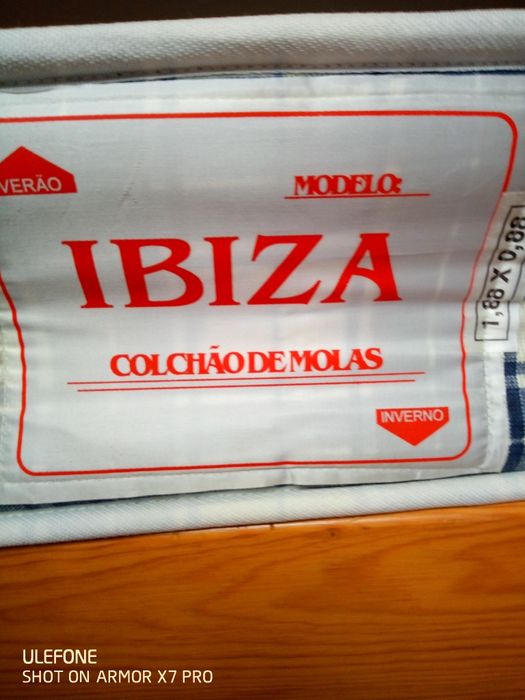 VERÃO
MODELO:
IBIZA
COLCHÃO DE MOLAS
INVERNO
1,88 X 0,88
ULEFONE
SHOT ON ARMOR X7 PRO